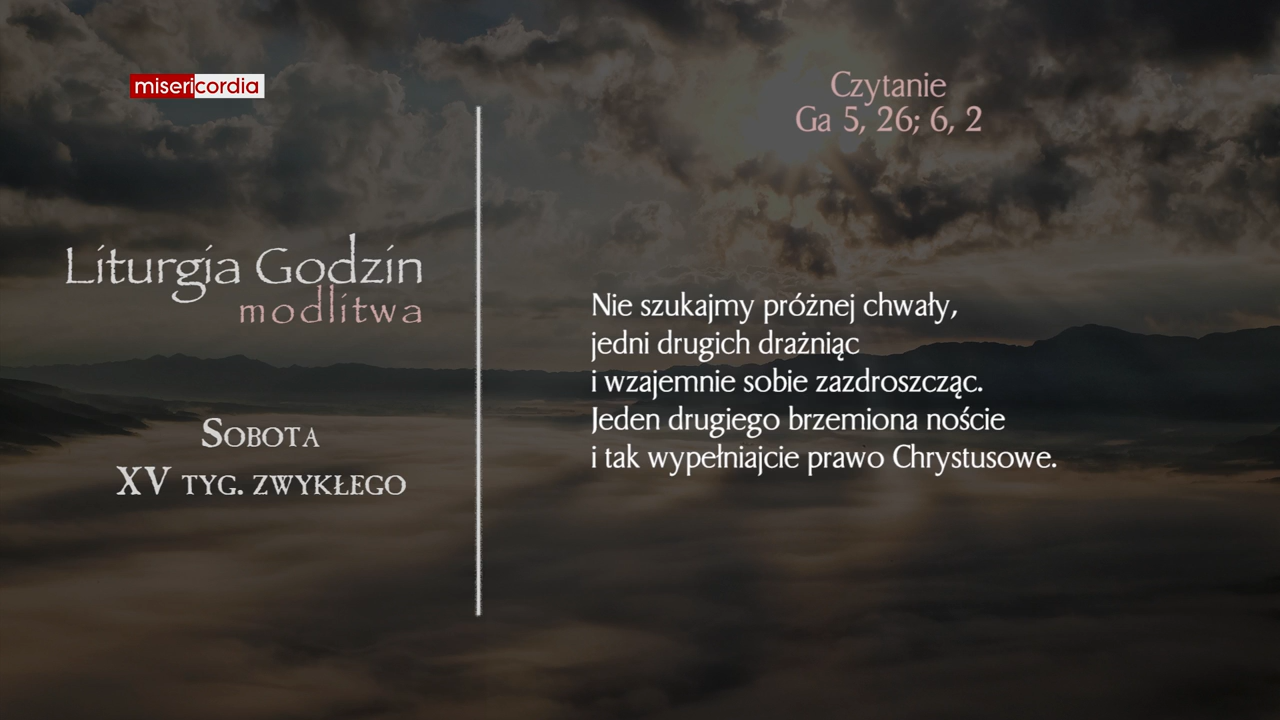 misericordia
Liturgia Godzin
modlitwa
Sobota
XV tyg. zwykłego
Czytanie
Ga 5, 26; 6, 2
Nie szukajmy próżnej chwały,
jedni drugich drażniąc
i wzajemnie sobie zazdroszcząc.
Jeden drugiego brzemiona noście
i tak wypełniajcie prawo Chrystusowe.